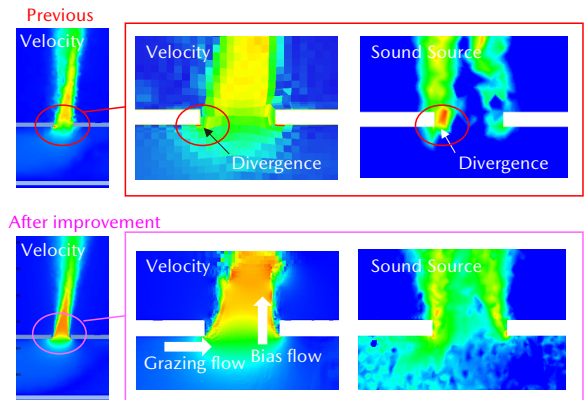 Previous
Velocity
Velocity
Sound Source
Divergence
Divergence
After improvement
Velocity
Velocity
Sound Source
Grazing flow
Bias flow